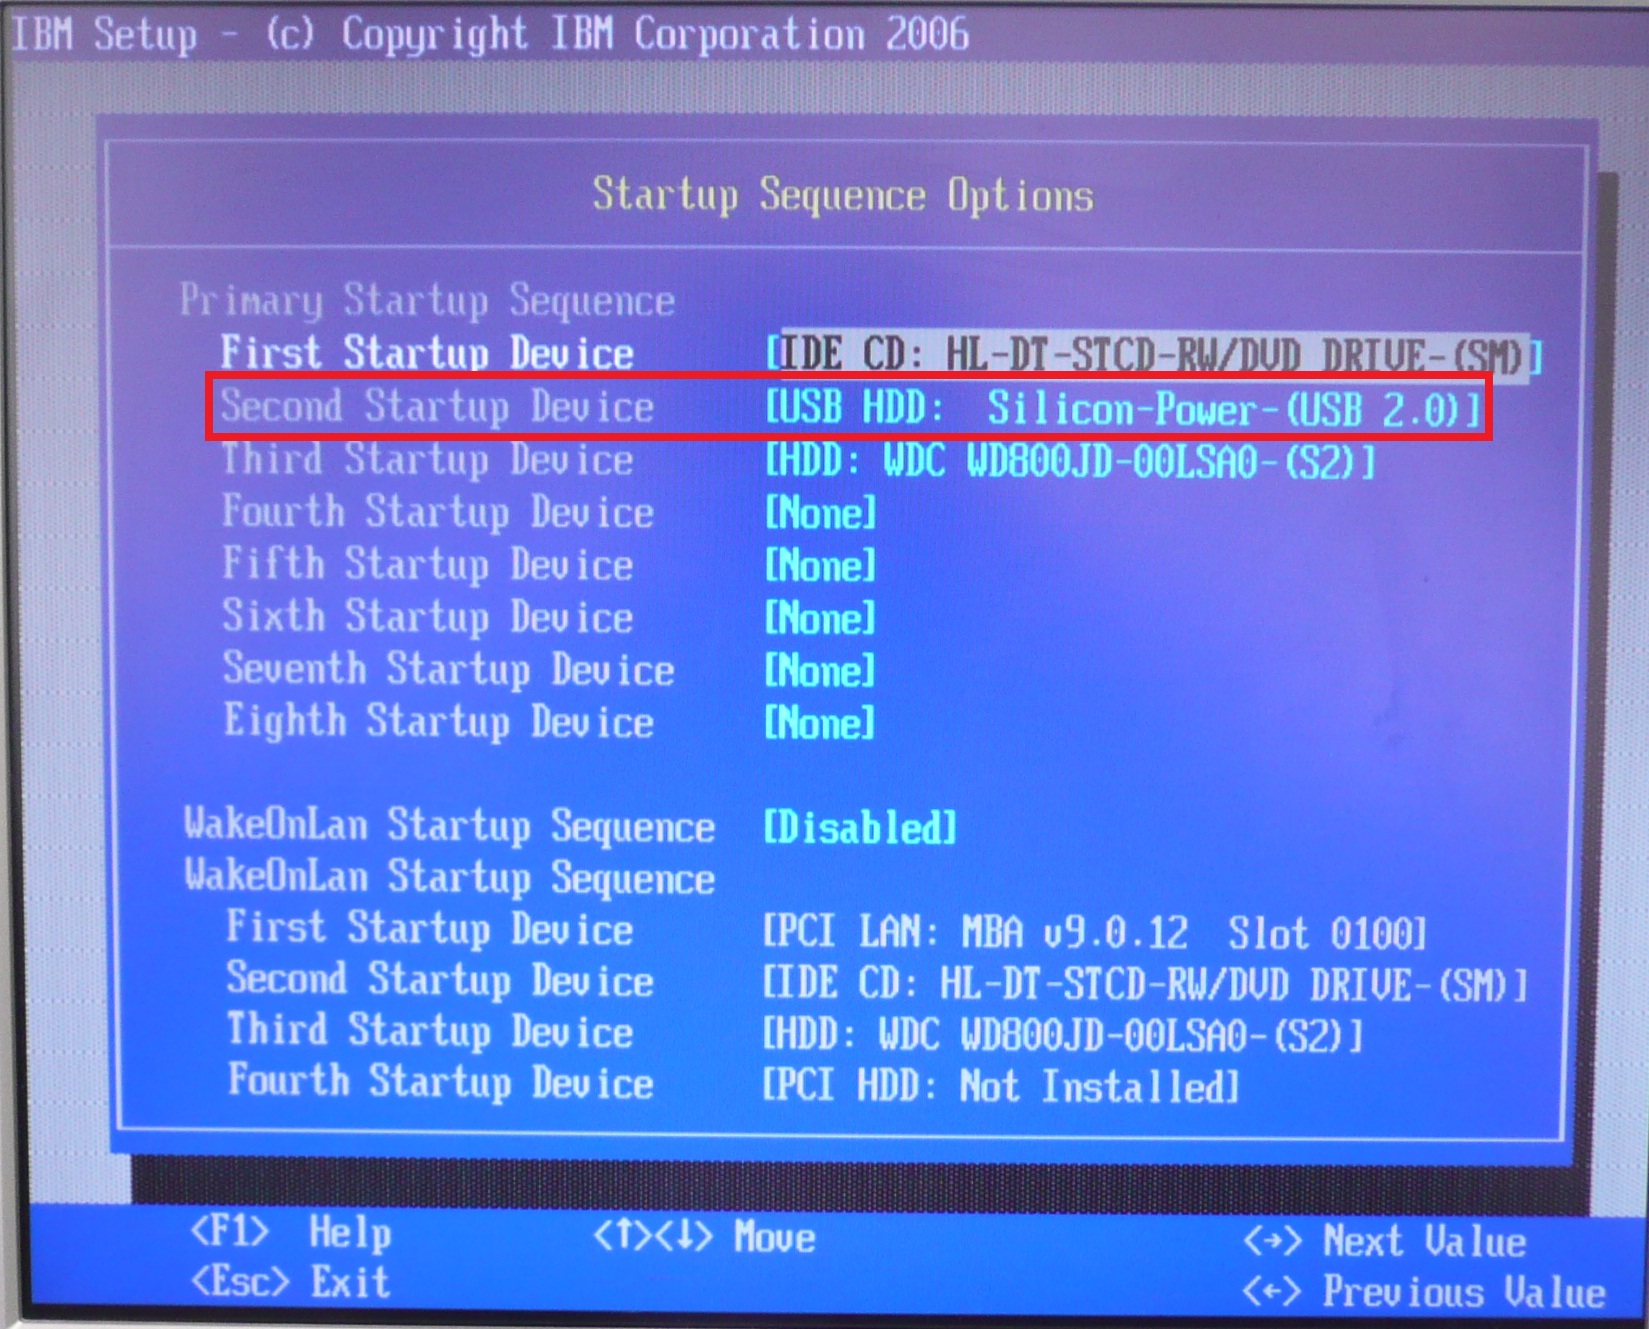 IBM Setup - (c) Copyright IBM Corporation 2006
Startup Sequence Options
Primary Startup Sequence
First Startup Device [IDE CD: HL-DT-STCD-RW/DVD DRIVE-(SM)]
Second Startup Device [USB HDD: Silicon-Power-(USB 2.0)]
Third Startup Device [HDD: WDC WD800JD-00LSA0-(S2)]
Fourth Startup Device [None]
Fifth Startup Device [None]
Sixth Startup Device [None]
Seventh Startup Device [None]
Eighth Startup Device [None]
WakeOnLan Startup Sequence [Disabled]
WakeOnLan Startup Sequence
First Startup Device [PCI LAN: MBA v9.0.12 Slot 0100]
Second Startup Device [IDE CD: HL-DT-STCD-RW/DVD DRIVE-(SM)]
Third Startup Device [HDD: WDC WD800JD-00LSA0-(S2)]
Fourth Startup Device [PCI HDD: Not Installed]
<F1> Help <↑><↓> Move <→> Next Value
<Esc> Exit <←> Previous Value